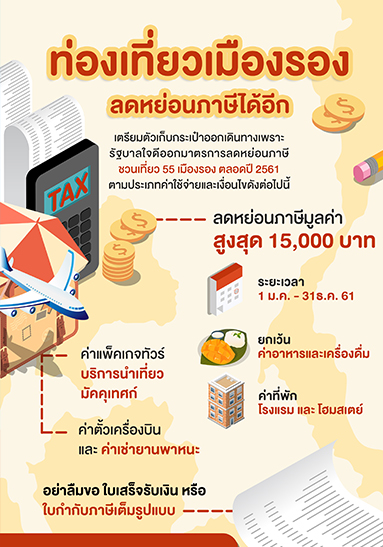 ท่องเที่ยวเมืองรอง
ลดหย่อนภาษีได้อีก
เตรียมตัวเก็บกระเป๋าออกเดินทางเพราะ
รัฐบาลใจดีออกมาตรการลดหย่อนภาษี
ชวนเที่ยว 55 เมืองรอง ตลอดปี 2561
ตามประเภทค่าใช้จ่ายและเงื่อนไขดังต่อไปนี้
TAX
ลดหย่อนภาษีมูลค่า
สูงสุด 15,000 บาท
ระยะเวลา
1 ม.ค. - 31ธ.ค. 61
ยกเว้น
ค่าอาหารและเครื่องดื่ม
ค่าที่พัก
โรงแรม และ โฮมสเตย์
ค่าแพ็คเกจทัวร์
บริการนำเที่ยว
มัคคุเทศก์
ค่าตั๋วเครื่องบิน
และ ค่าเช่ายานพาหนะ
อย่าลืมขอ ใบเสร็จรับเงิน หรือ
ใบกำกับภาษีเต็มรูปแบบ